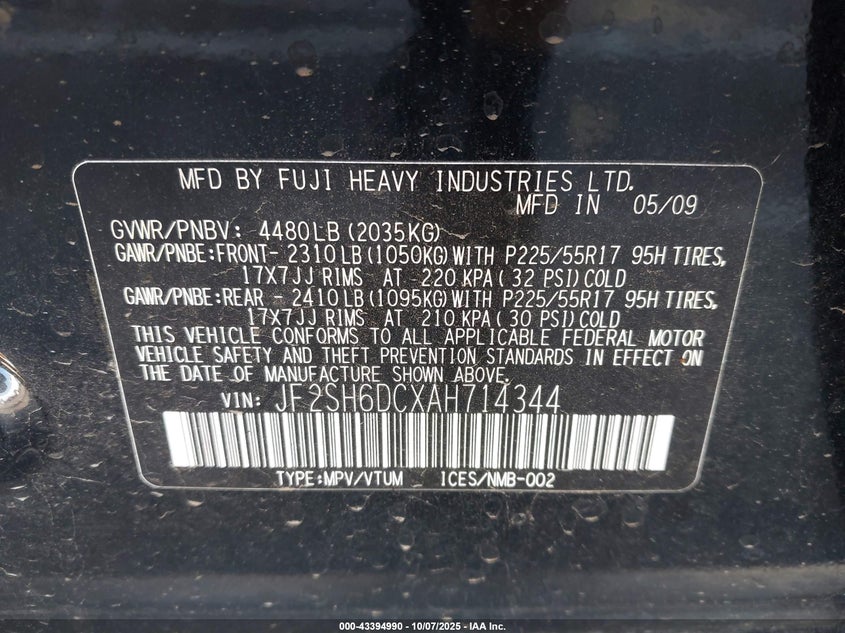 MFD BY FUJI HEAVY INDUSTRIES LTD.
MFD IN 05/09
GVWR/PNBV: 4480LB (2035KG)
GAWR/PNBE:FRONT- 2310LB (1050KG) WITH P225/55R17 95H TIRES,
17X7JJ RIMS AT 220 KPA ( 32 PSI) COLD
GAWR/PNBE:REAR - 2410LB (1095KG) WITH P225/55R17 95H TIRES,
17X7JJ RIMS AT 210 KPA ( 30 PSI) COLD
THIS VEHICLE CONFORMS TO ALL APPLICABLE FEDERAL MOTOR
VEHICLE SAFETY AND THEFT PREVENTION STANDARDS IN EFFECT ON
THE DATE OF MANUFACTURE SHOWN ABOVE.
VIN: JF2SH6DCXAH714344
TYPE:MPV/VTUM ICES/NMB-002
000-43394990 - 10/07/2025 - IAA Inc.